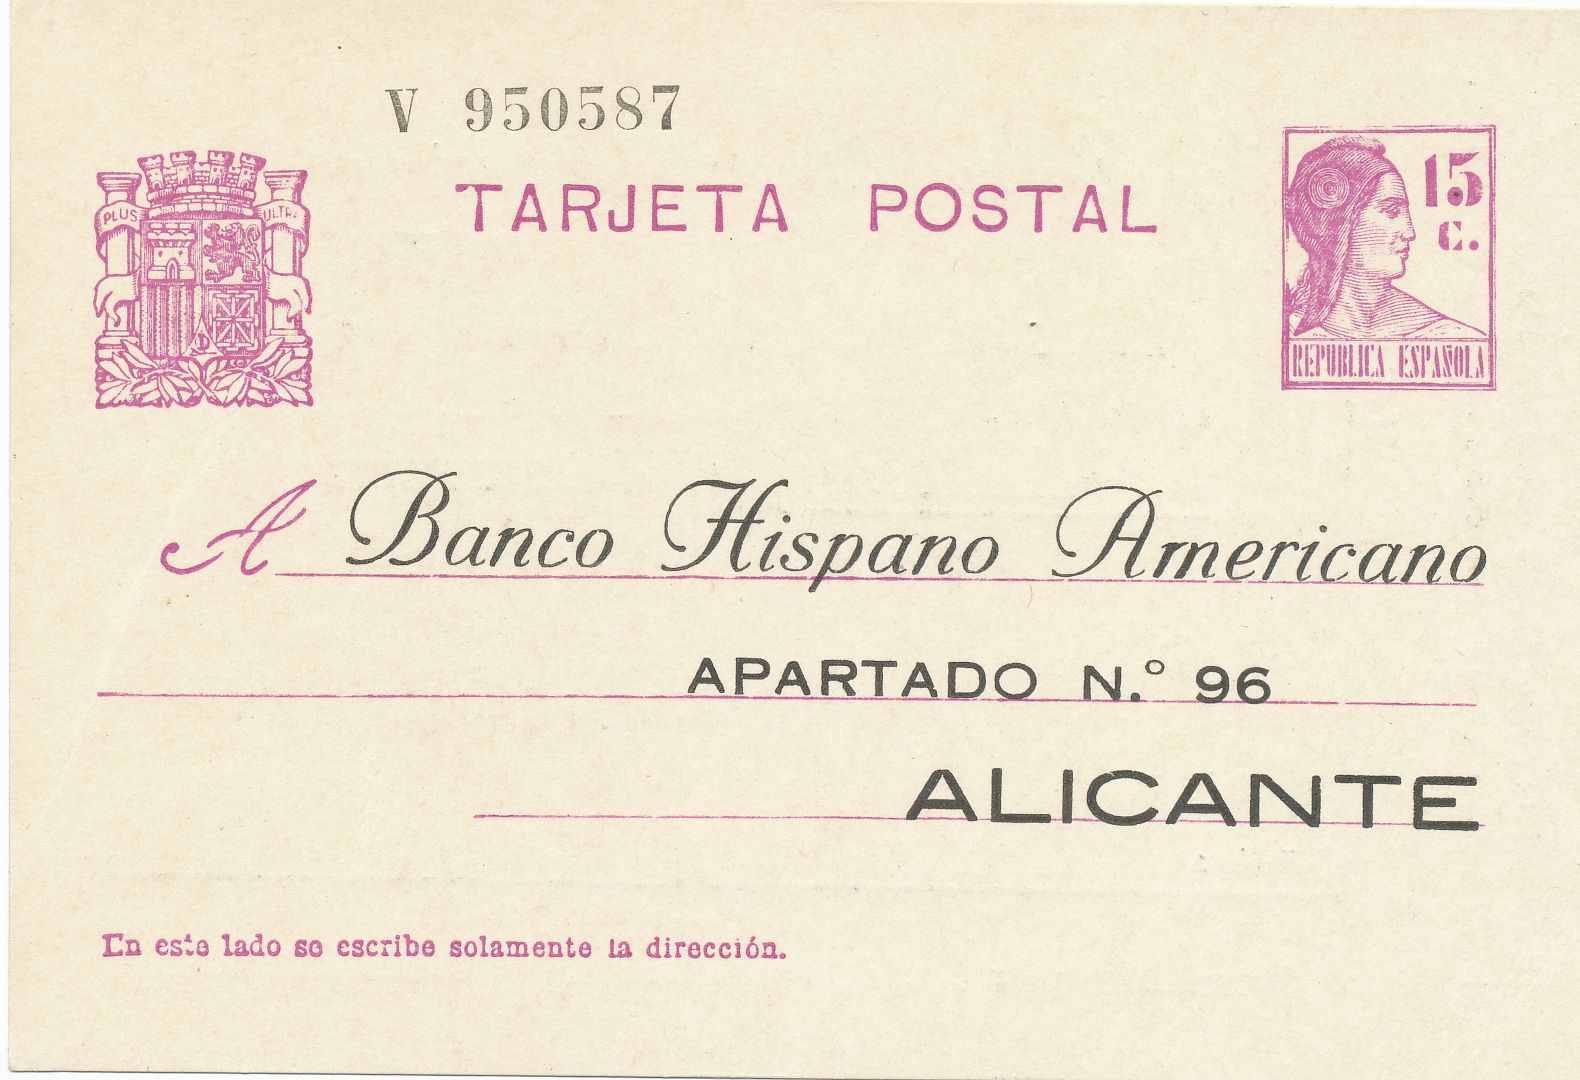 V 950587
TARJETA POSTAL
PLUS ULTRA
15
c.
REPUBLICA ESPAÑOLA
A Banco Hispano Americano
APARTADO N.º 96
ALICANTE
En este lado se escribe solamente la dirección.